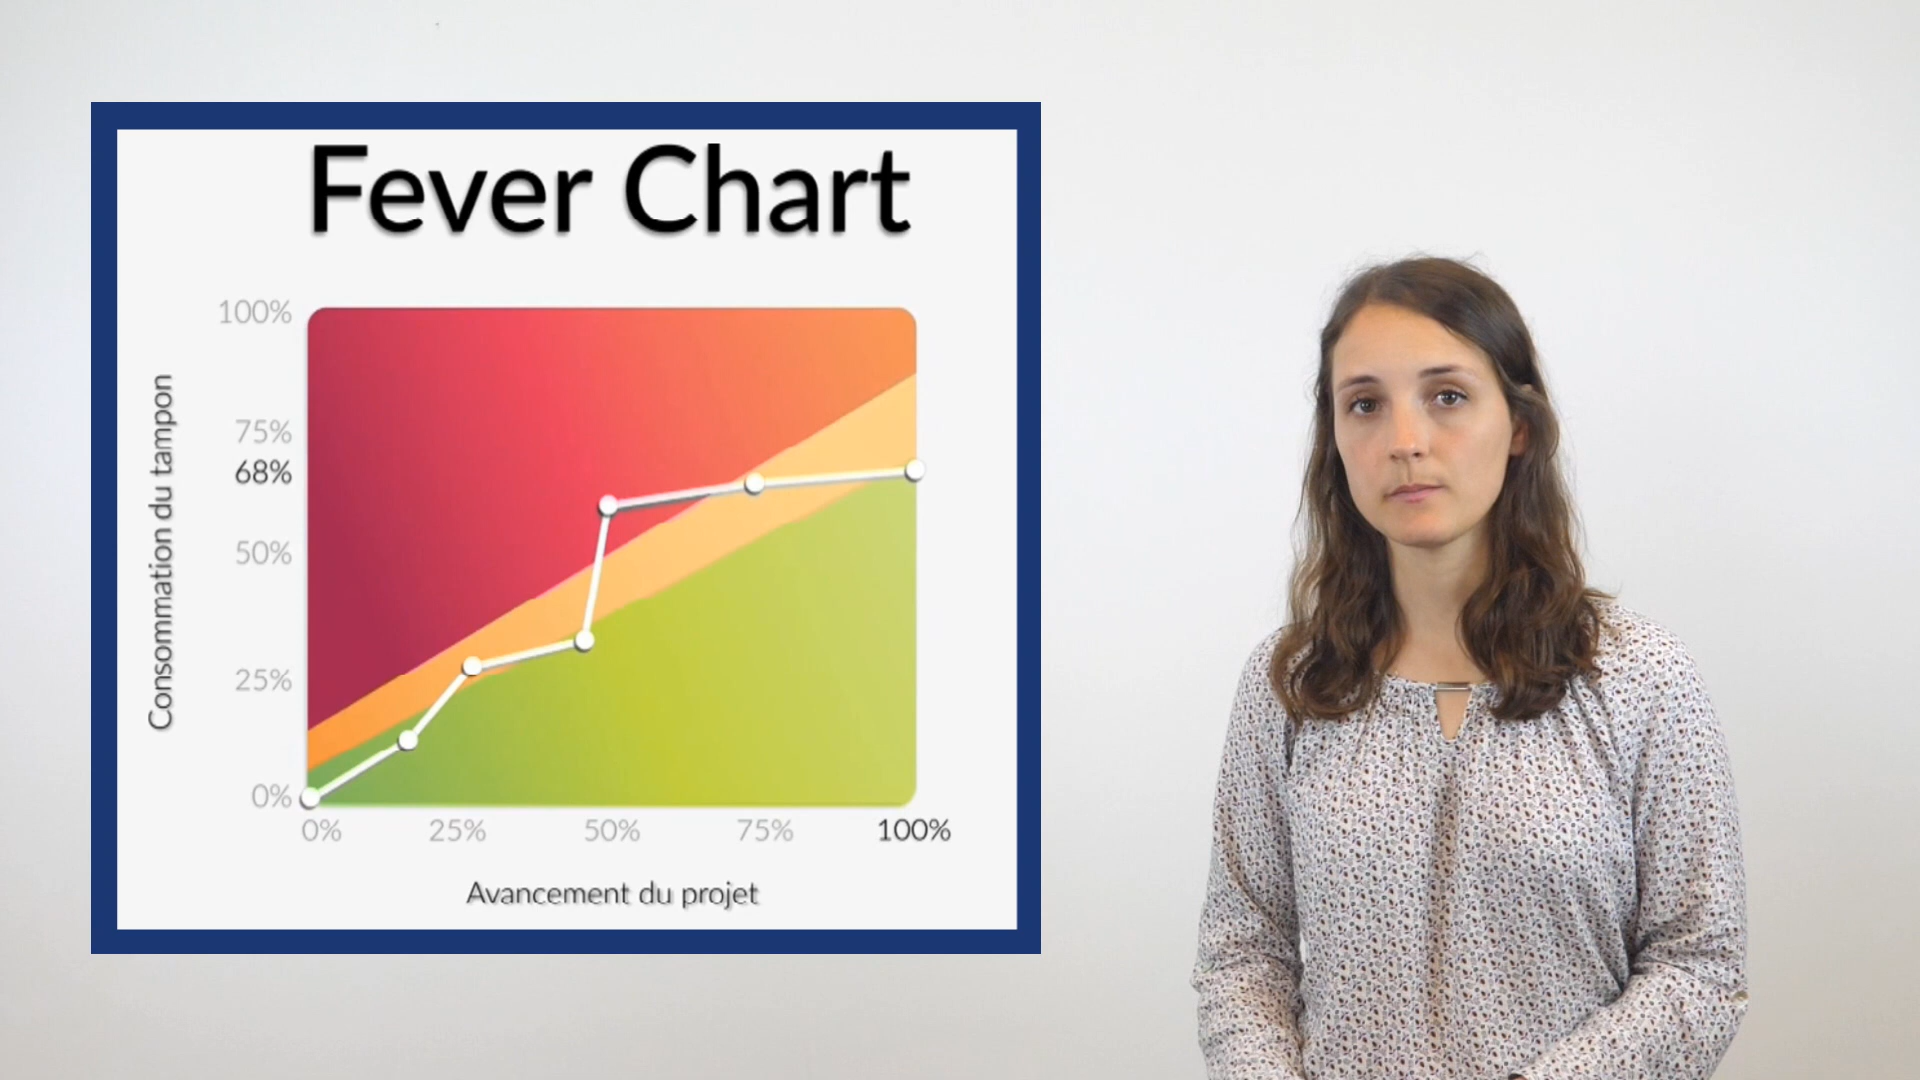 Fever Chart
100%
75%
68%
50%
25%
0%
Consommation du tampon
0% 25% 50% 75% 100%
Avancement du projet